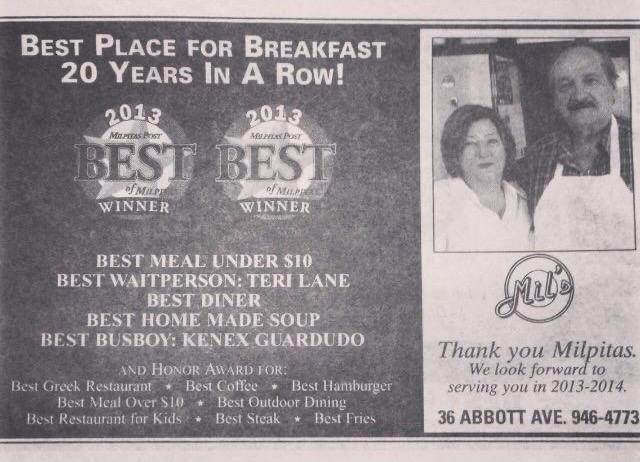 BEST PLACE FOR BREAKFAST
20 YEARS IN A ROW!
2013
MILPITAS POST
BEST
of MILPITAS
WINNER
2013
MILPITAS POST
BEST
of MILPITAS
WINNER
BEST MEAL UNDER $10
BEST WAITPERSON: TERI LANE
BEST DINER
BEST HOME MADE SOUP
BEST BUSBOY: KENEX GUARDUDO
AND HONOR AWARD FOR:
Best Greek Restaurant ★ Best Coffee ★ Best Hamburger
Best Meal Over $10 ★ Best Outdoor Dining
Best Restaurant for Kids ★ Best Steak ★ Best Fries
Mil's
Thank you Milpitas.
We look forward to
serving you in 2013-2014.
36 ABBOTT AVE. 946-4773